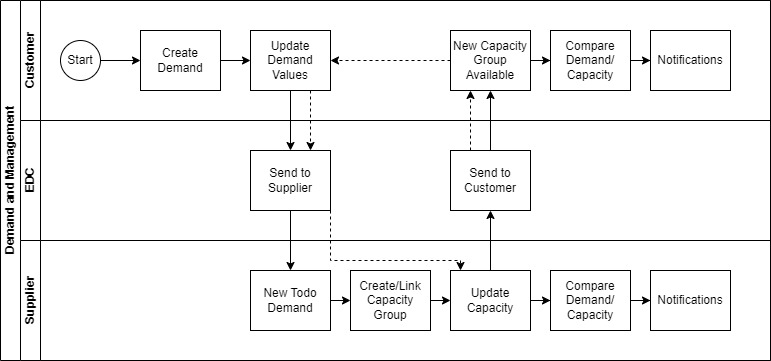 Demand and Management
Customer
Start
Create
Demand
Update
Demand
Values
New Capacity
Group
Available
Compare
Demand/
Capacity
Notifications
EDC
Send to
Supplier
Send to
Customer
Supplier
New Todo
Demand
Create/Link
Capacity
Group
Update
Capacity
Compare
Demand/
Capacity
Notifications